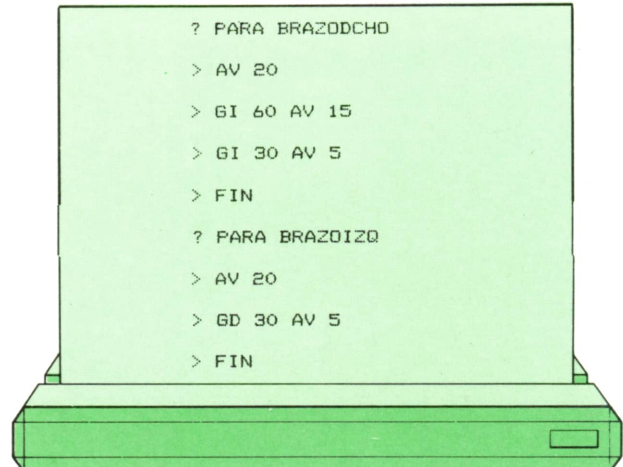 ? PARA BRAZODCHO
> AV 20
> GI 60 AV 15
> GI 30 AV 5
> FIN
? PARA BRAZOIZQ
> AV 20
> GD 30 AV 5
> FIN